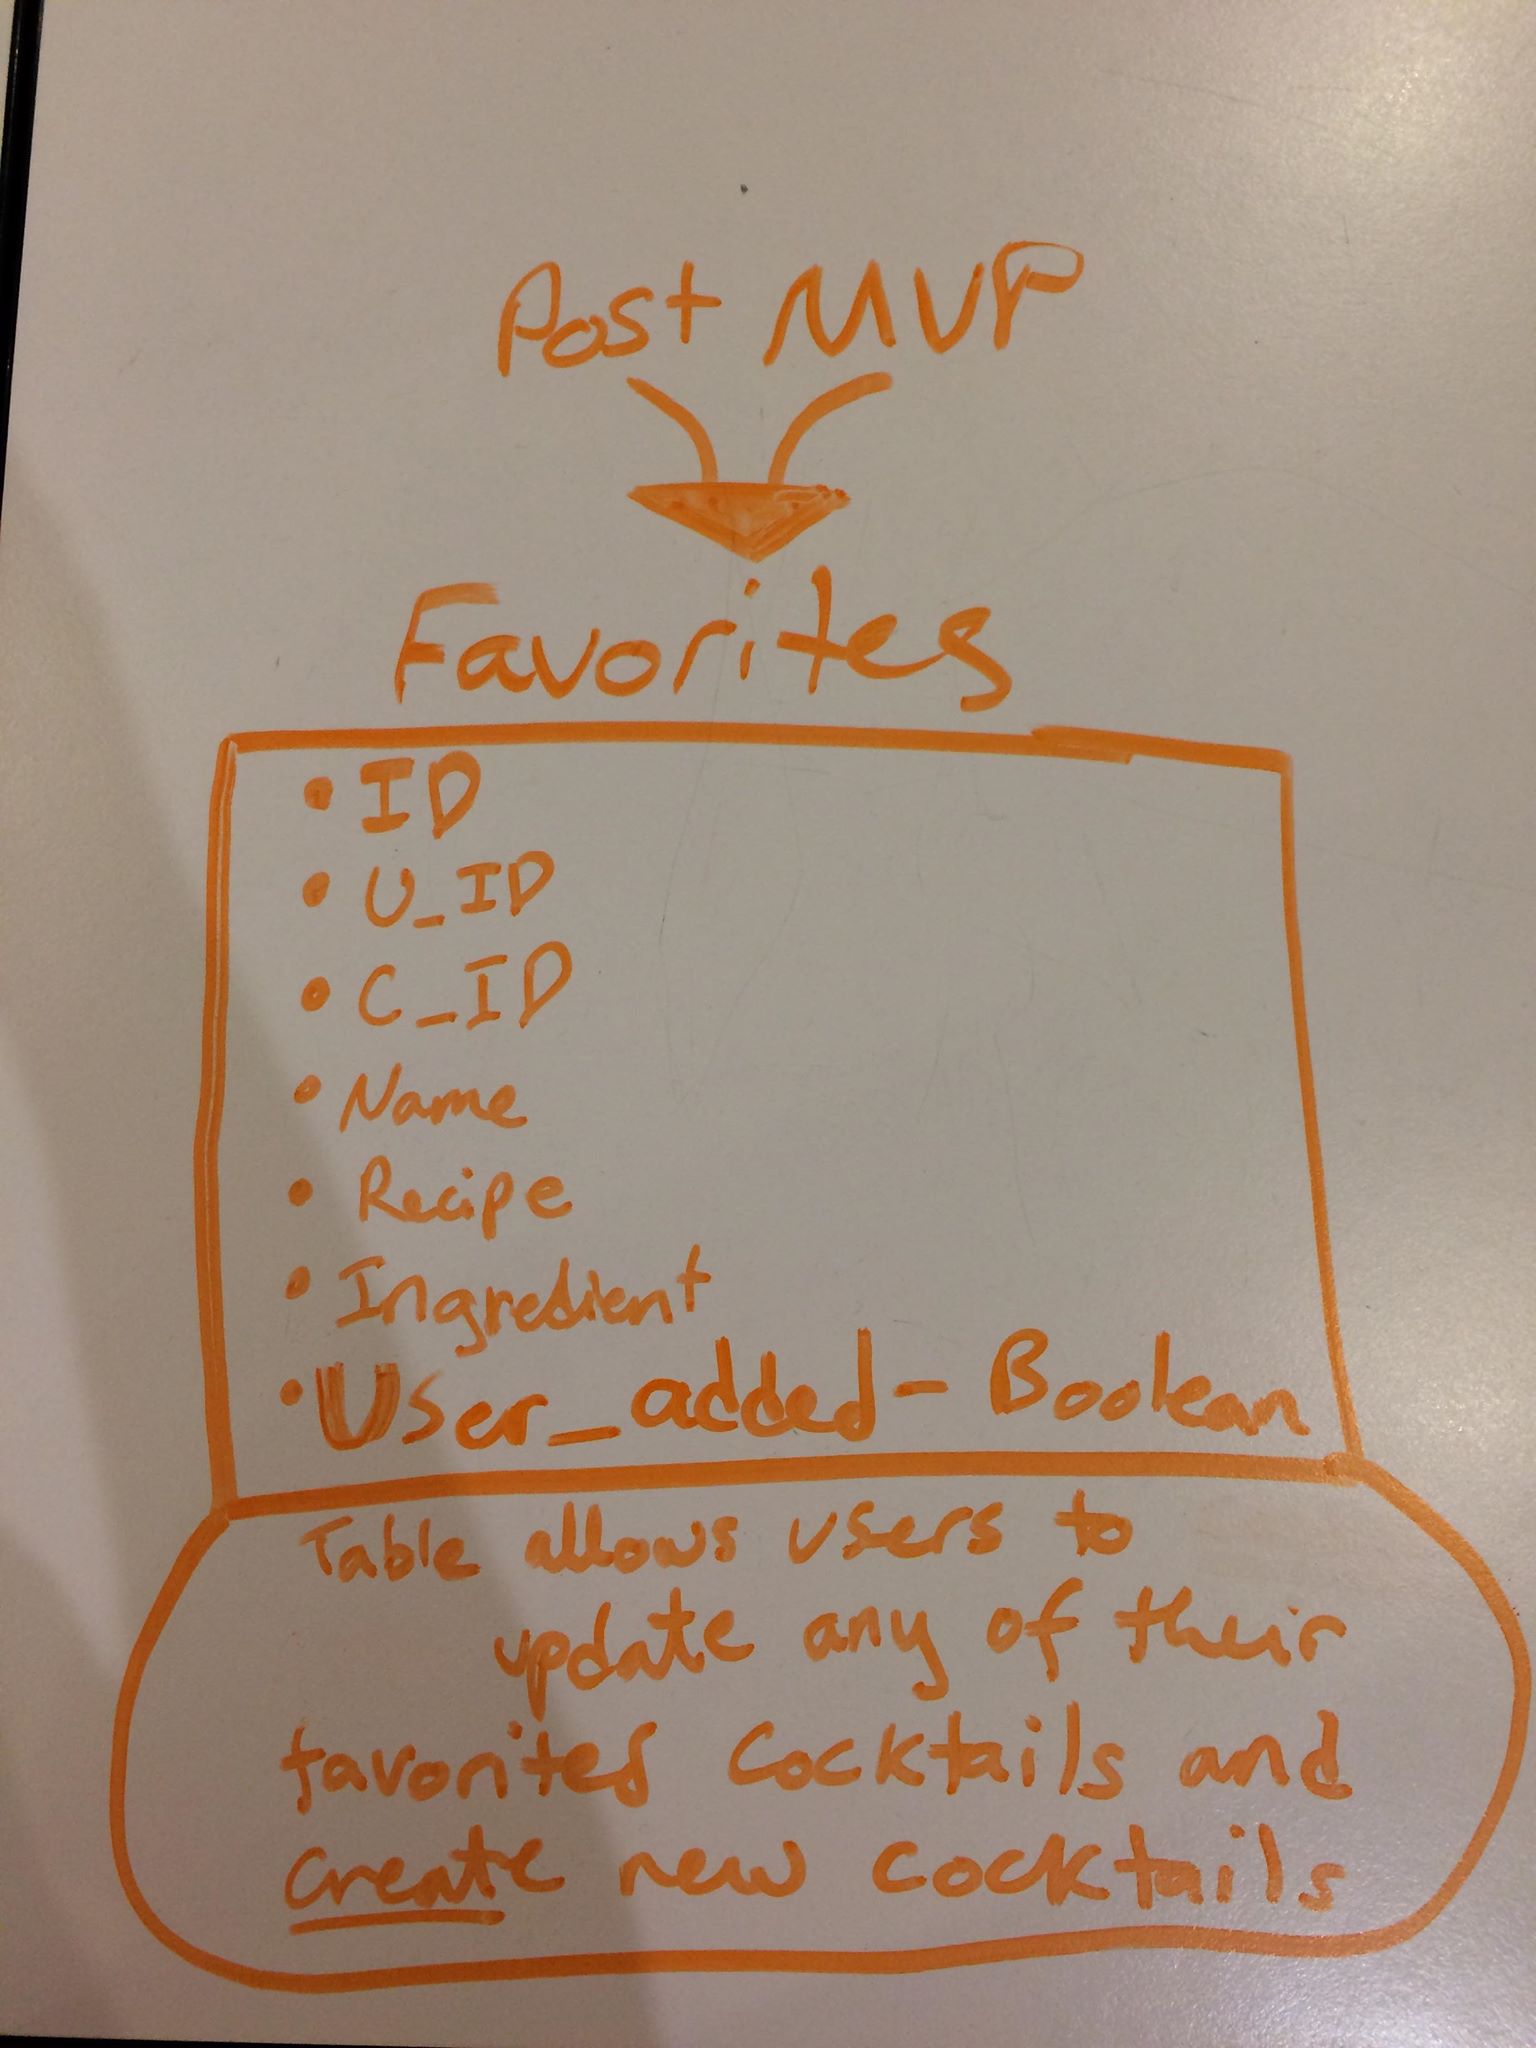 Post MVP
Favorites
• ID
• U_ID
• C_ID
• Name
• Recipe
• Ingredient
• User_added - Boolean
Table allows users to
update any of their
favorited cocktails and
create new cocktails